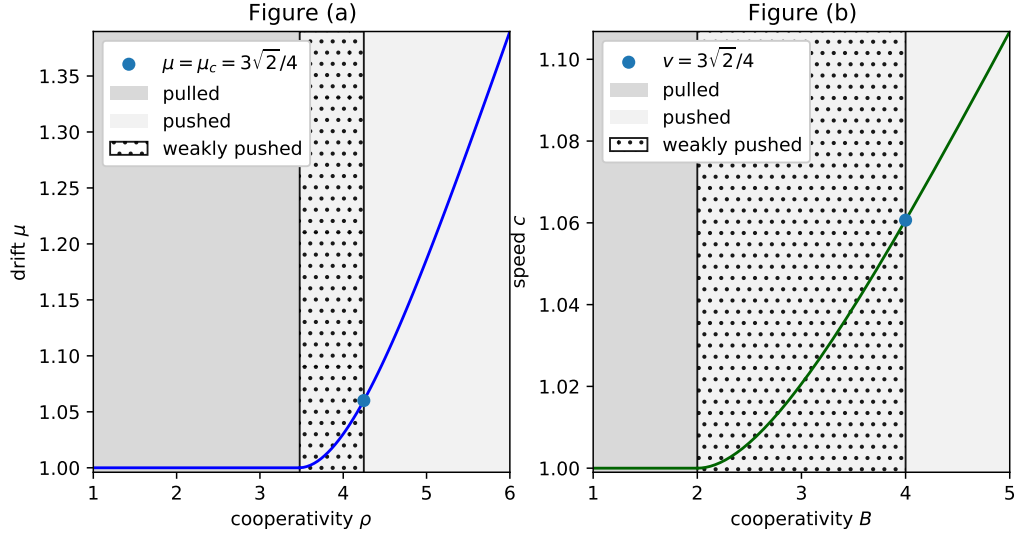 Figure (a)
drift μ
1.35
1.30
1.25
1.20
1.15
1.10
1.05
1.00
μ = μc = 3√2/4
pulled
pushed
weakly pushed
1 2 3 4 5 6
cooperativity ρ
Figure (b)
speed c
1.10
1.08
1.06
1.04
1.02
1.00
v = 3√2/4
pulled
pushed
weakly pushed
1 2 3 4 5
cooperativity B